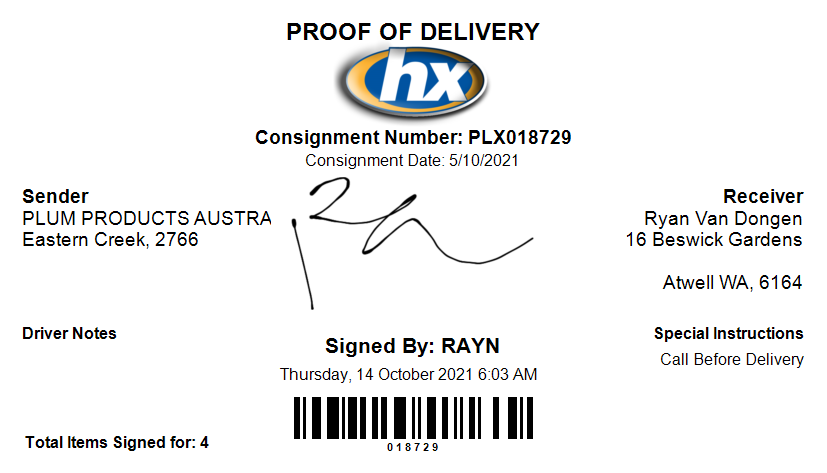 PROOF OF DELIVERY
hx
Consignment Number: PLX018729
Consignment Date: 5/10/2021
Sender
PLUM PRODUCTS AUSTRA
Eastern Creek, 2766
Receiver
Ryan Van Dongen
16 Beswick Gardens
Atwell WA, 6164
Driver Notes
Signed By: RAYN
Thursday, 14 October 2021 6:03 AM
Special Instructions
Call Before Delivery
018729
Total Items Signed for: 4